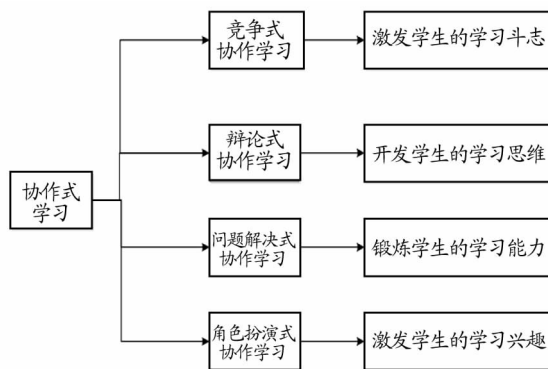 竞争式
协作学习
激发学生的学习斗志
辩论式
协作学习
开发学生的学习思维
协作式
学习
问题解决式
协作学习
锻炼学生的学习能力
角色扮演式
协作学习
激发学生的学习兴趣